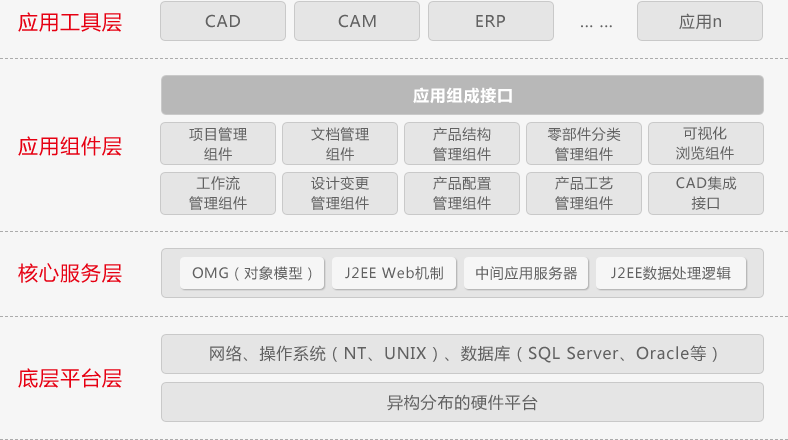 应用工具层
CAD
CAM
ERP
... ...
应用n
应用组件层
应用组成接口
项目管理
组件
文档管理
组件
产品结构
管理组件
零部件分类
管理组件
可视化
浏览组件
工作流
管理组件
设计变更
管理组件
产品配置
管理组件
产品工艺
管理组件
CAD集成
接口
核心服务层
OMG（对象模型）
J2EE Web机制
中间应用服务器
J2EE数据处理逻辑
底层平台层
网络、操作系统（NT、UNIX）、数据库（SQL Server、Oracle等）
异构分布的硬件平台